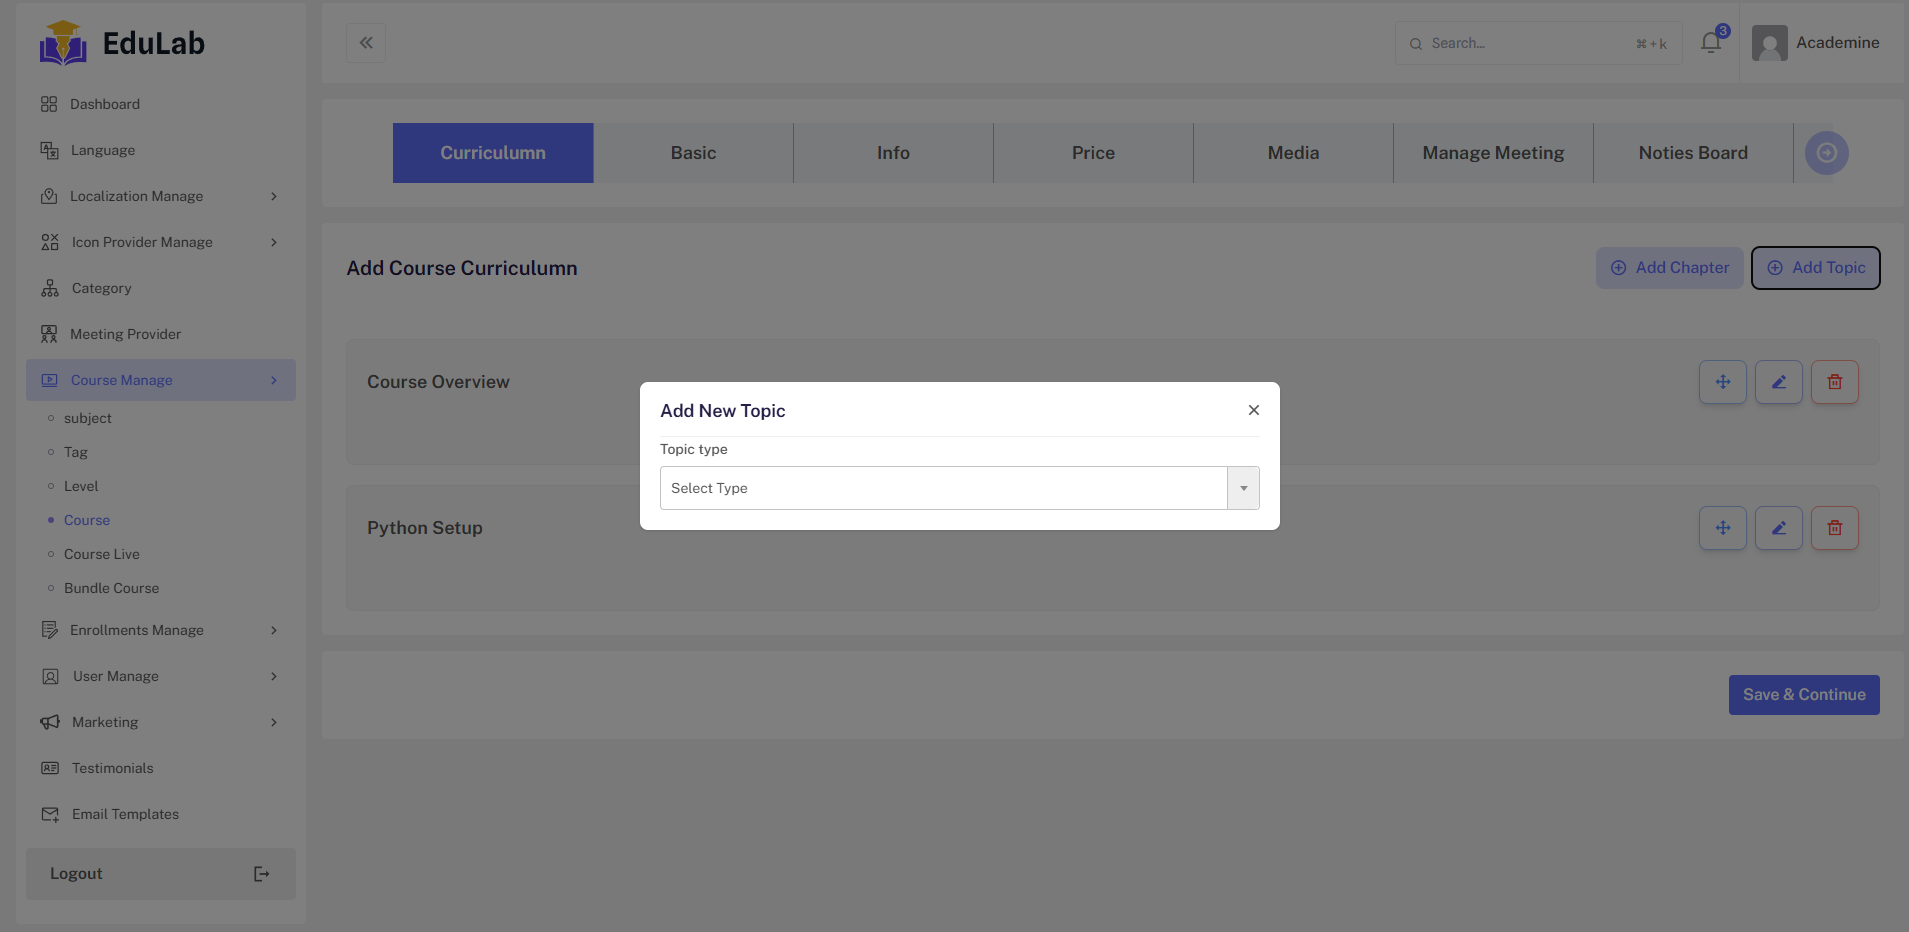 EduLab
Search...
⌘ + k
3
Academine
Dashboard
Language
Localization Manage
Icon Provider Manage
Category
Meeting Provider
Course Manage
subject
Tag
Level
Course
Course Live
Bundle Course
Enrollments Manage
User Manage
Marketing
Testimonials
Email Templates
Logout
Curriculumn
Basic
Info
Price
Media
Manage Meeting
Noties Board
Add Course Curriculumn
Add Chapter
Add Topic
Course Overview
Python Setup
Add New Topic
Topic type
Select Type
Save & Continue